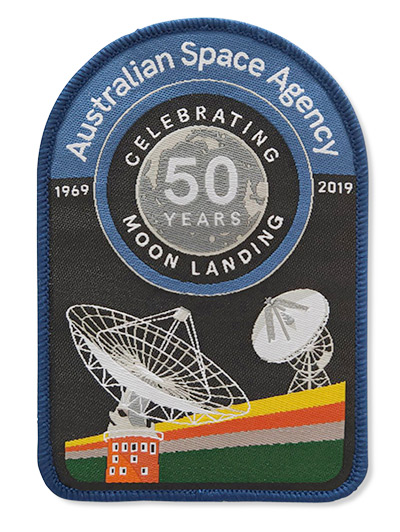 Australian Space Agency
CELEBRATING
1969
50
2019
YEARS
MOON LANDING